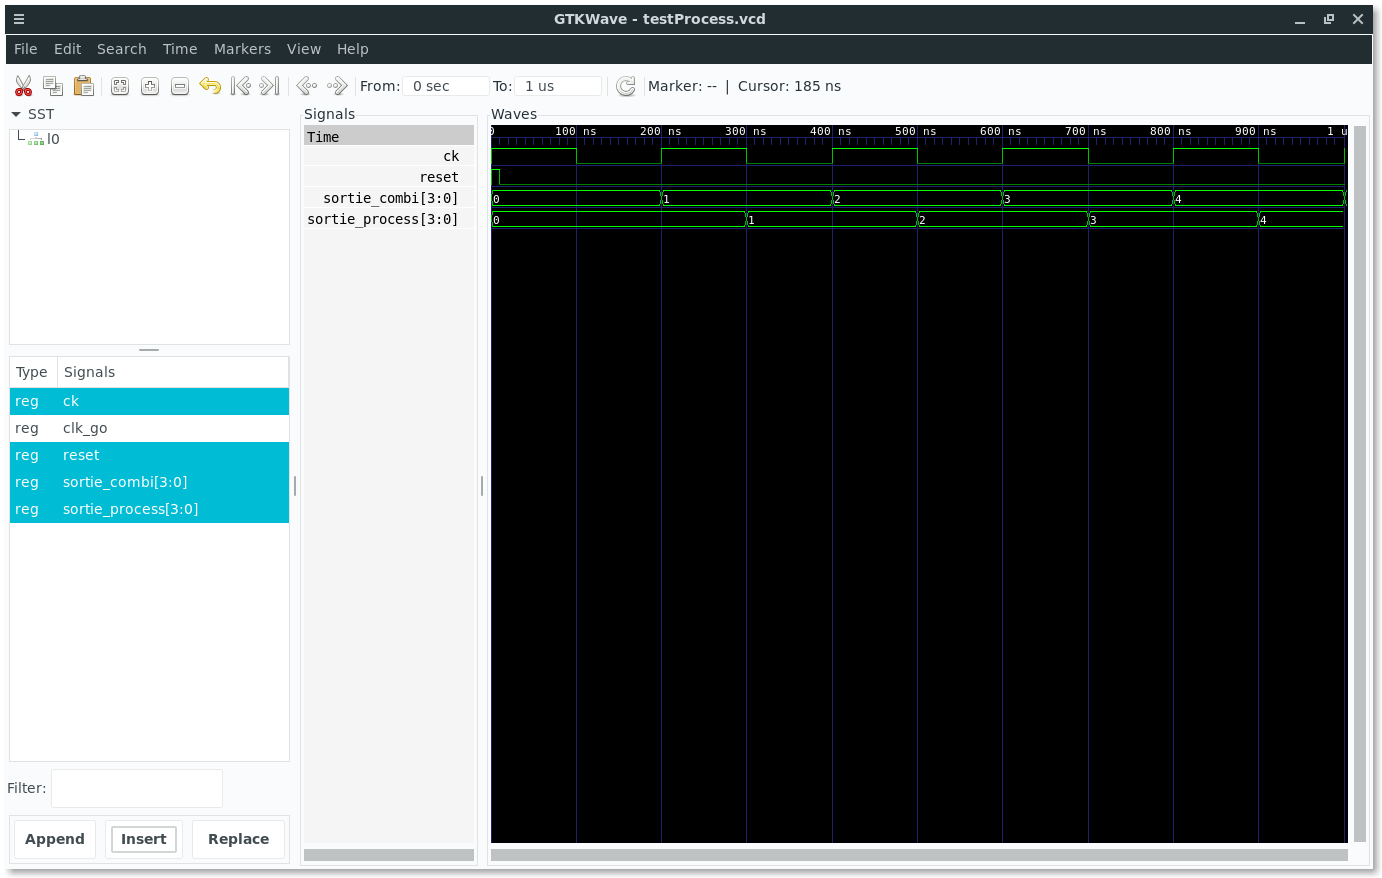 GTKWave - testProcess.vcd
File Edit Search Time Markers View Help
From: 0 sec To: 1 us Marker: -- | Cursor: 185 ns
SST
l0
Type Signals
reg ck
reg clk_go
reg reset
reg sortie_combi[3:0]
reg sortie_process[3:0]
Filter:
Append Insert Replace
Signals
Time
ck
reset
sortie_combi[3:0]
sortie_process[3:0]
Waves
0 100 ns 200 ns 300 ns 400 ns 500 ns 600 ns 700 ns 800 ns 900 ns 1 u
0 1 2 3 4
0 1 2 3 4